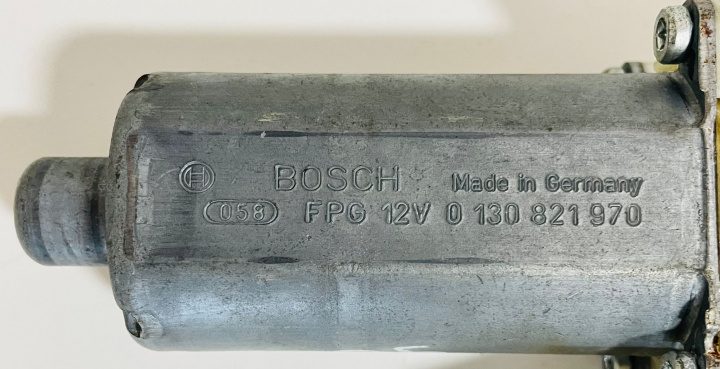 BOSCH Made in Germany
058 FPG 12V 0 130 821 970